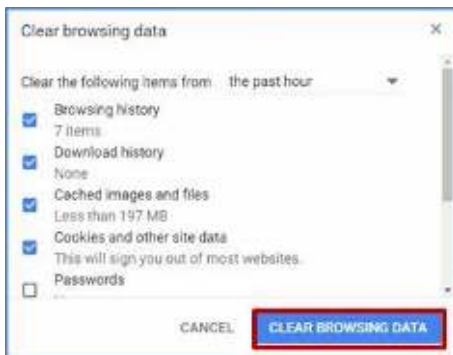 Clear browsing data
Clear the following items from the past hour
Browsing history
7 items
Download history
None
Cached images and files
Less than 197 MB
Cookies and other site data
This will sign you out of most websites.
Passwords
CANCEL CLEAR BROWSING DATA